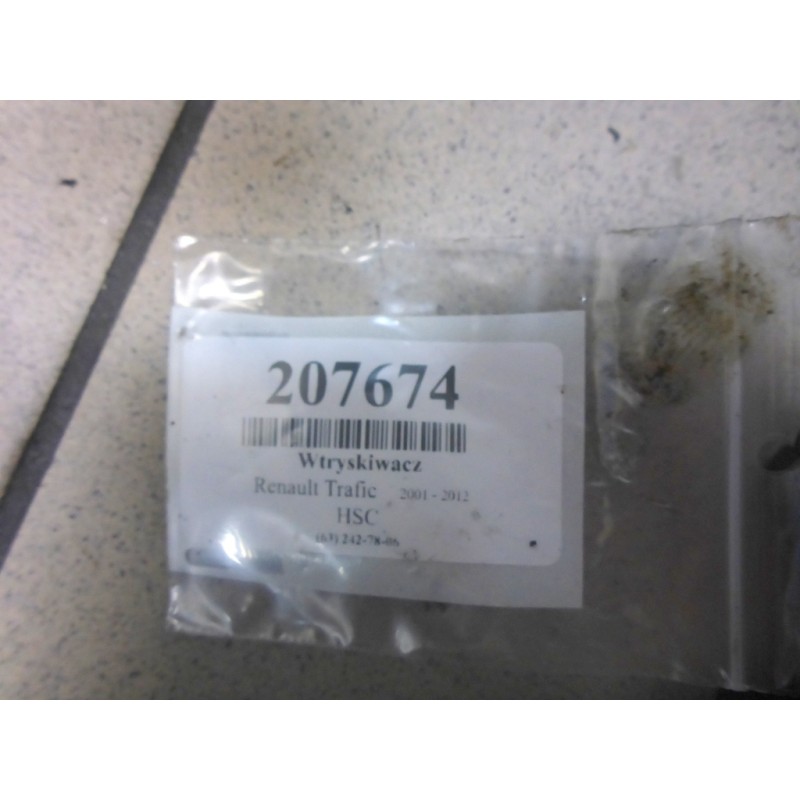 207674
Wtryskiwacz
Renault Trafic 2001 - 2012
HSC
(63) 242-78-06